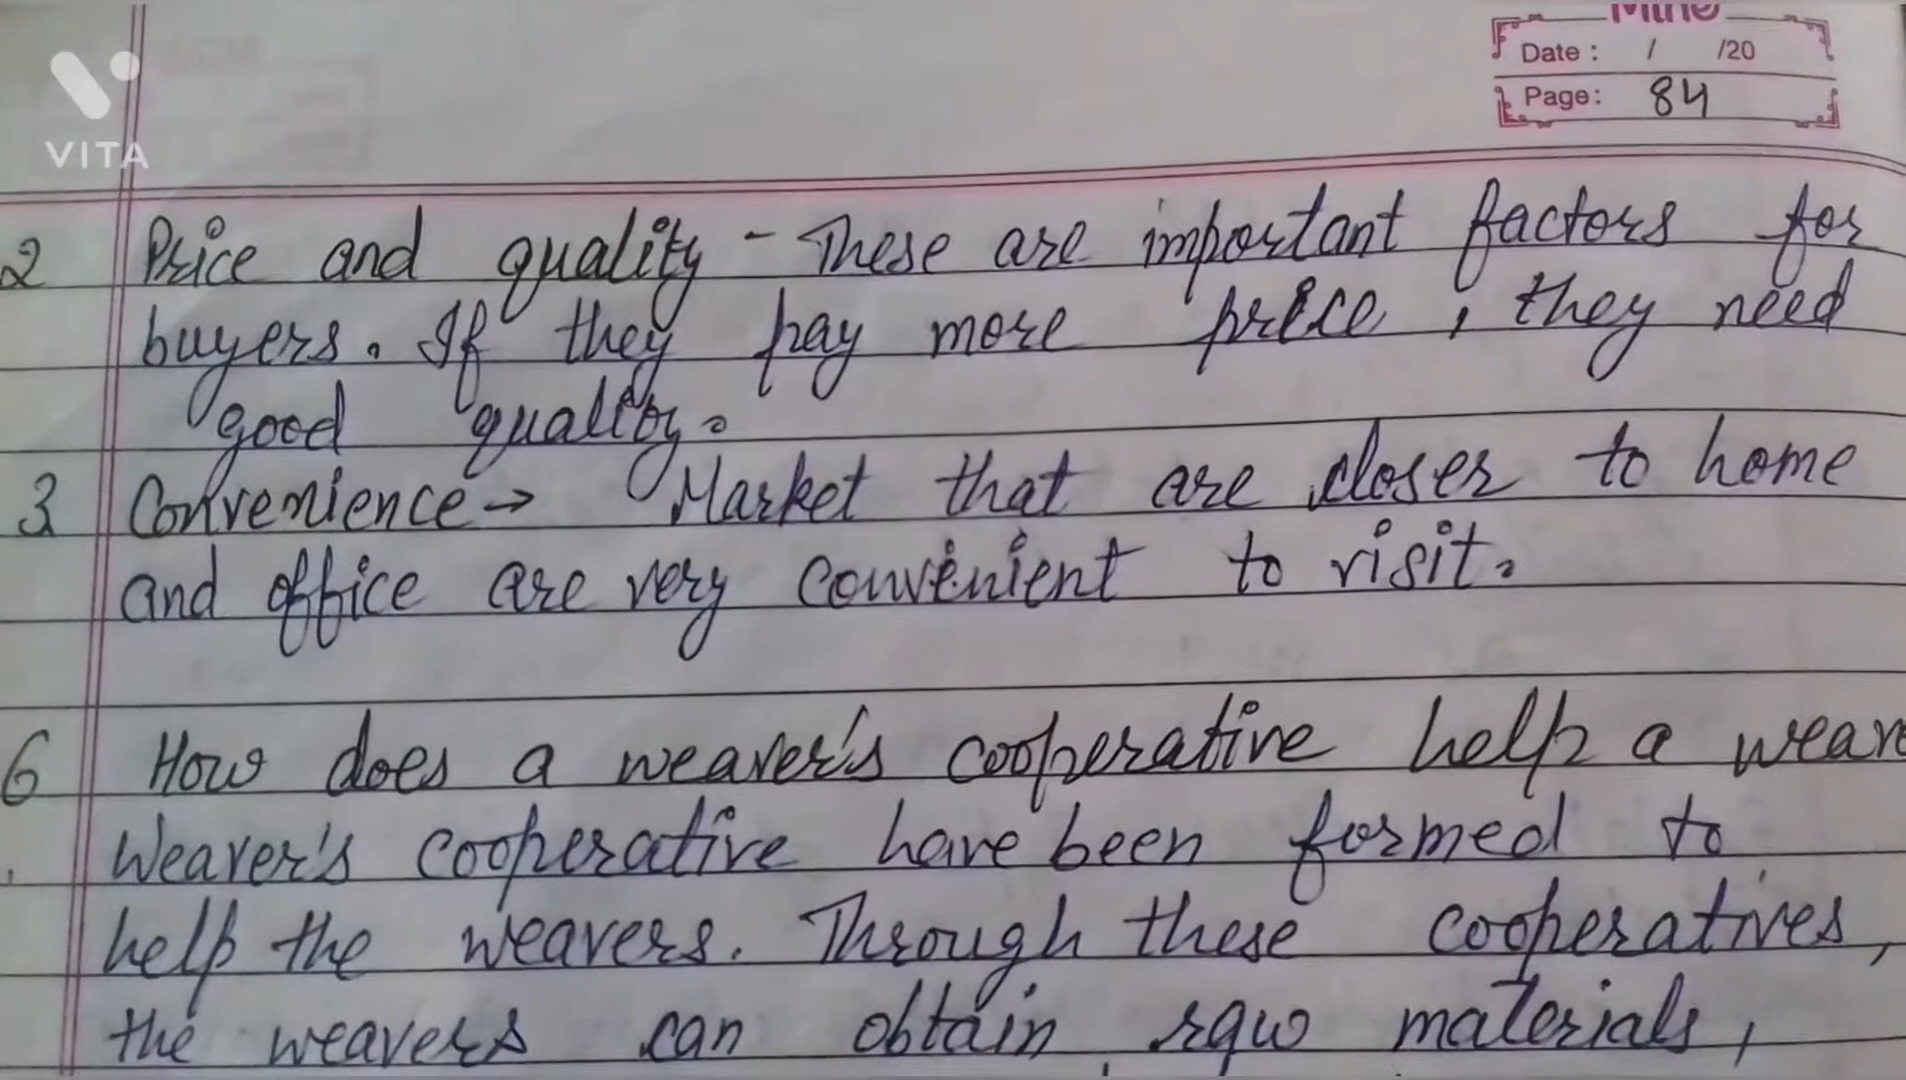 Mine
Date : / /20
Page: 84
VITA
2 Price and quality - These are important factors for
buyers. If they pay more price, they need
good quality.
3 Convenience → Market that are closer to home
and office are very convenient to visit.
6 How does a weaver's cooperative help a weave
Weaver's cooperative have been formed to
help the weavers. Through these cooperatives,
the weavers can obtain raw materials,